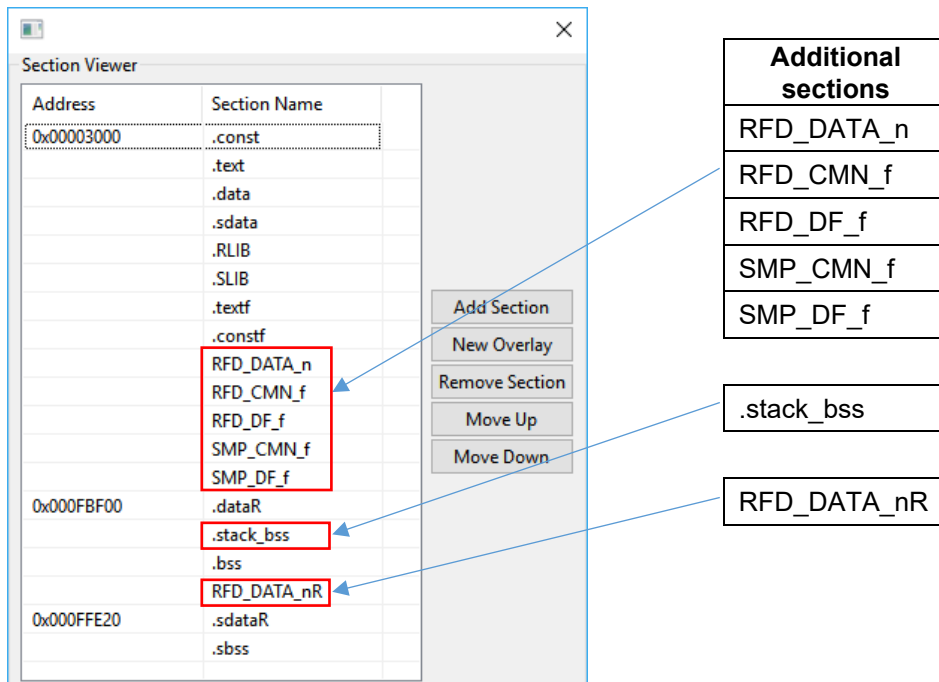 Section Viewer
Address Section Name
0x00003000 .const
.text
.data
.sdata
.RLIB
.SLIB
.textf
.constf
RFD_DATA_n
RFD_CMN_f
RFD_DF_f
SMP_CMN_f
SMP_DF_f
0x000FBF00 .dataR
.stack_bss
.bss
RFD_DATA_nR
0x000FFE20 .sdataR
.sbss
Add Section
New Overlay
Remove Section
Move Up
Move Down
Additional
sections
RFD_DATA_n
RFD_CMN_f
RFD_DF_f
SMP_CMN_f
SMP_DF_f
.stack_bss
RFD_DATA_nR